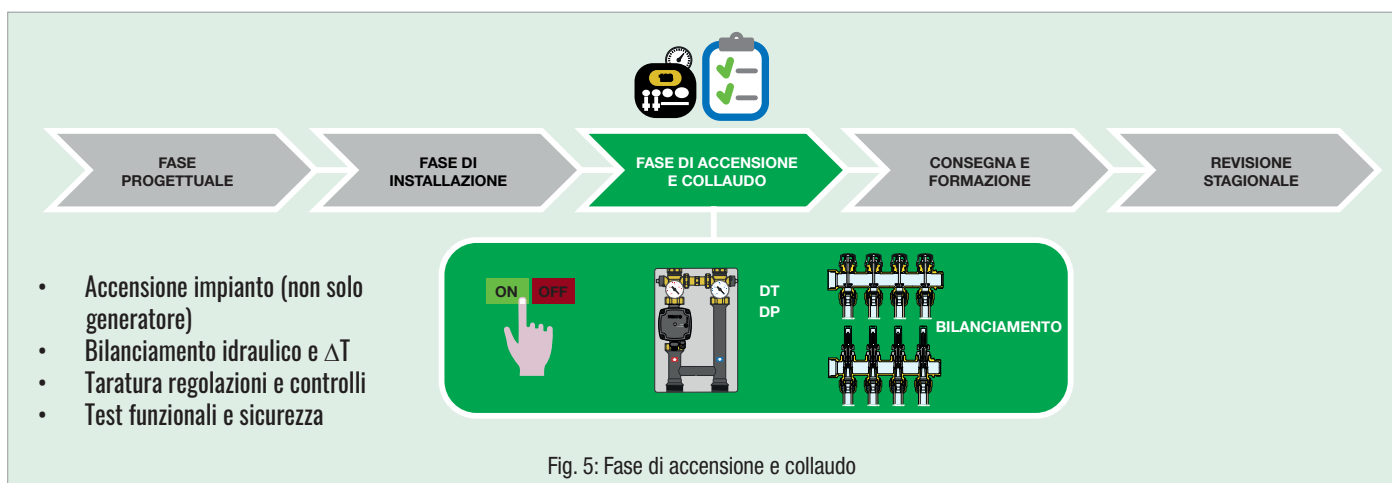 FASE
PROGETTUALE
FASE DI
INSTALLAZIONE
FASE DI ACCENSIONE
E COLLAUDO
CONSEGNA E
FORMAZIONE
REVISIONE
STAGIONALE
• Accensione impianto (non solo
generatore)
• Bilanciamento idraulico e ΔT
• Taratura regolazioni e controlli
• Test funzionali e sicurezza
ON OFF
DT
DP
BILANCIAMENTO
Fig. 5: Fase di accensione e collaudo